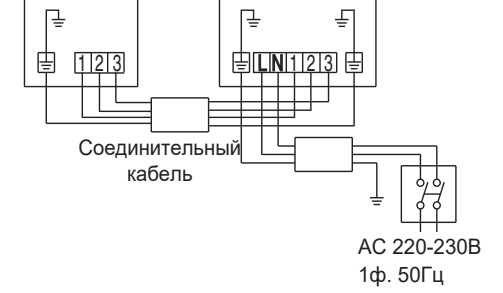 1 2 3 L N 1 2 3
Соединительный
кабель
AC 220-230В
1ф. 50Гц